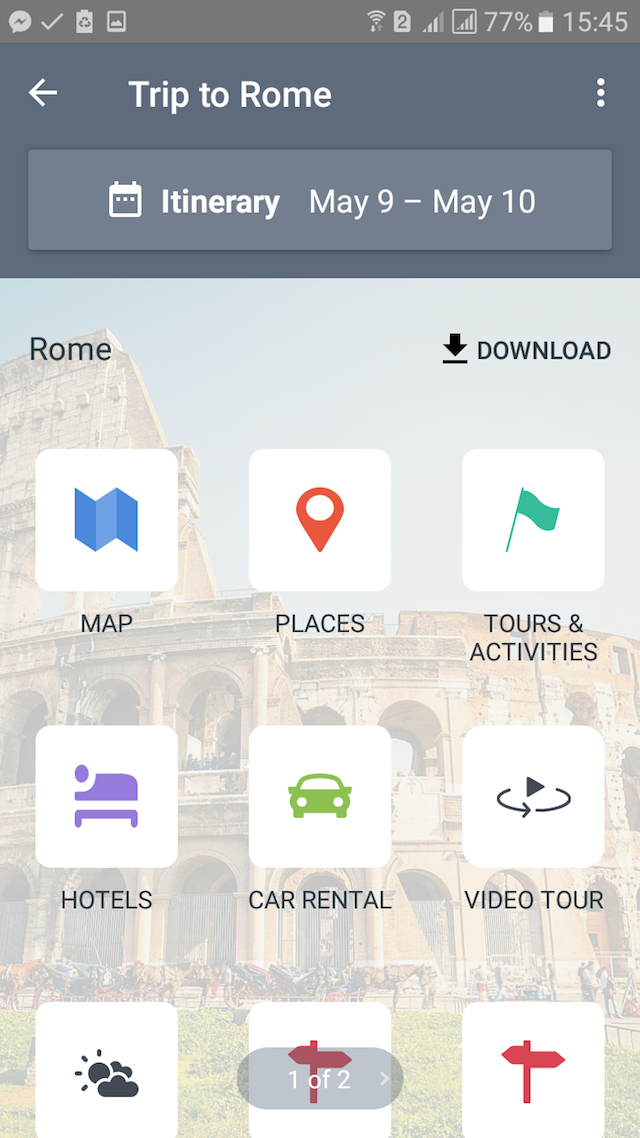 2 77% 15:45
Trip to Rome
Itinerary May 9 – May 10
Rome DOWNLOAD
MAP PLACES TOURS &
ACTIVITIES
HOTELS CAR RENTAL VIDEO TOUR
1 of 2